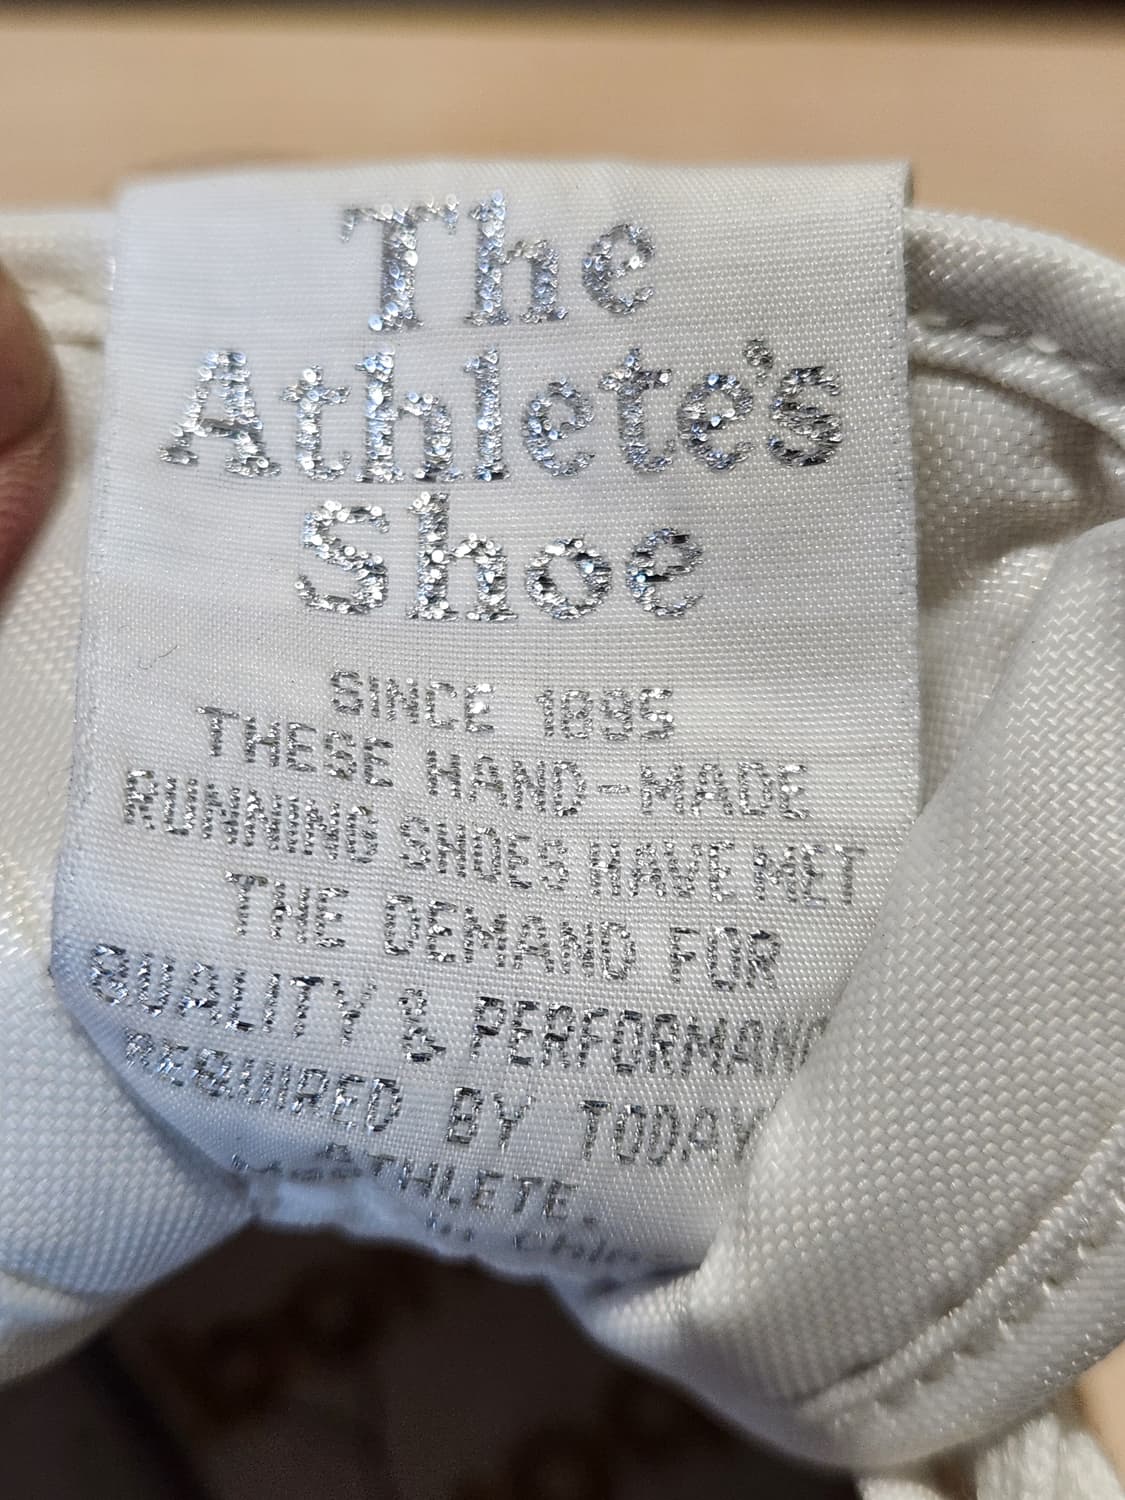 The
Athlete's
Shoe
SINCE 1895
THESE HAND-MADE
RUNNING SHOES HAVE MET
THE DEMAND FOR
QUALITY & PERFORMANC
REQUIRED BY TODAY
ATHLETE.